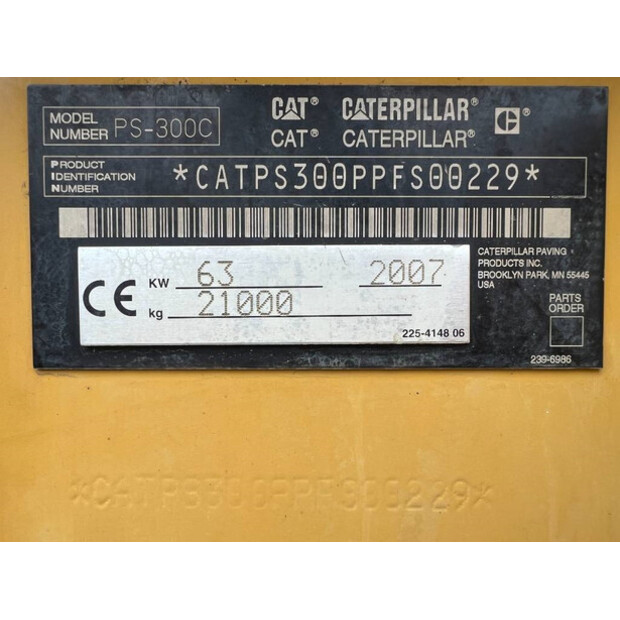 MODEL
NUMBER PS-300C
CAT® CATERPILLAR®
CAT® CATERPILLAR®
C®
PRODUCT
IDENTIFICATION
NUMBER
*CATPS300PPFS00229*
CATERPILLAR PAVING
PRODUCTS INC.
BROOKLYN PARK, MN 55445
USA
CE
KW 63 2007
kg 21000
225-4148 06
PARTS
ORDER
239-6986
*CATPS300PPFS00229*